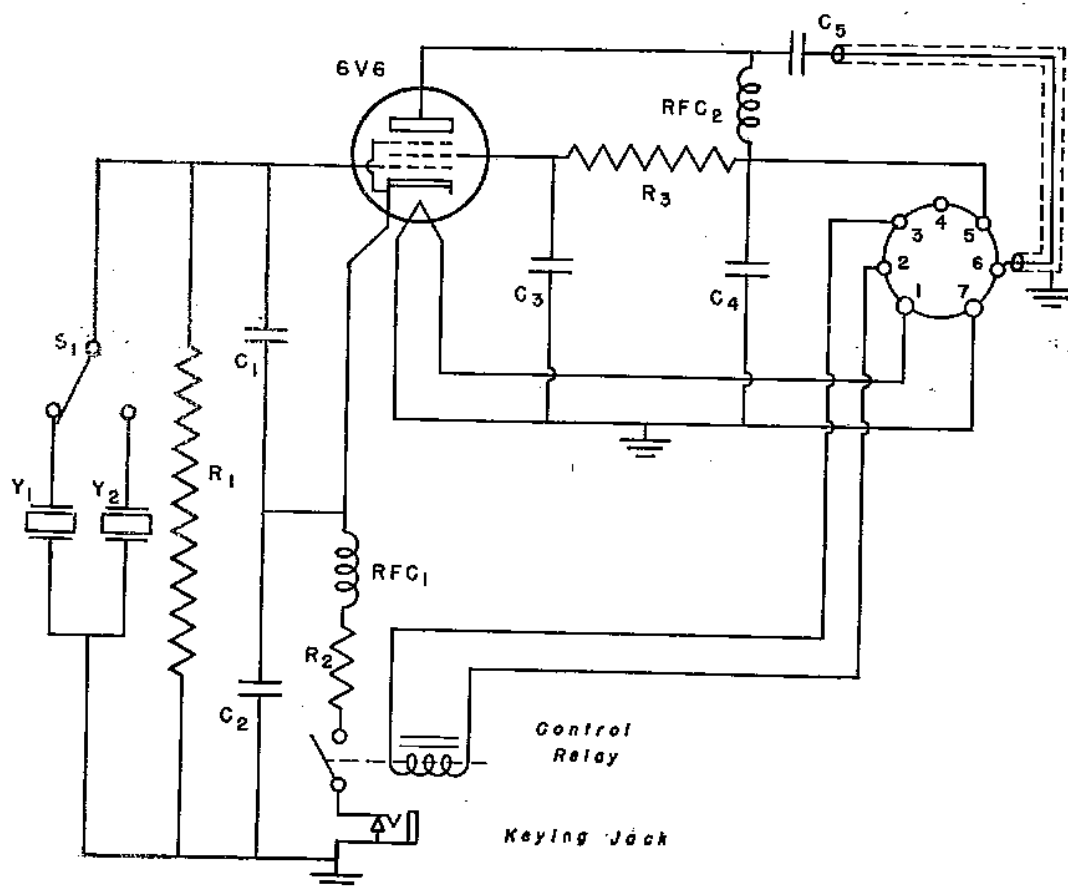 C5
6V6
RFC2
R3
3
4
5
2
6
C3
C4
1
7
S1
C1
Y1
Y2
R1
RFC1
R2
C2
Control
Relay
Keying Jack